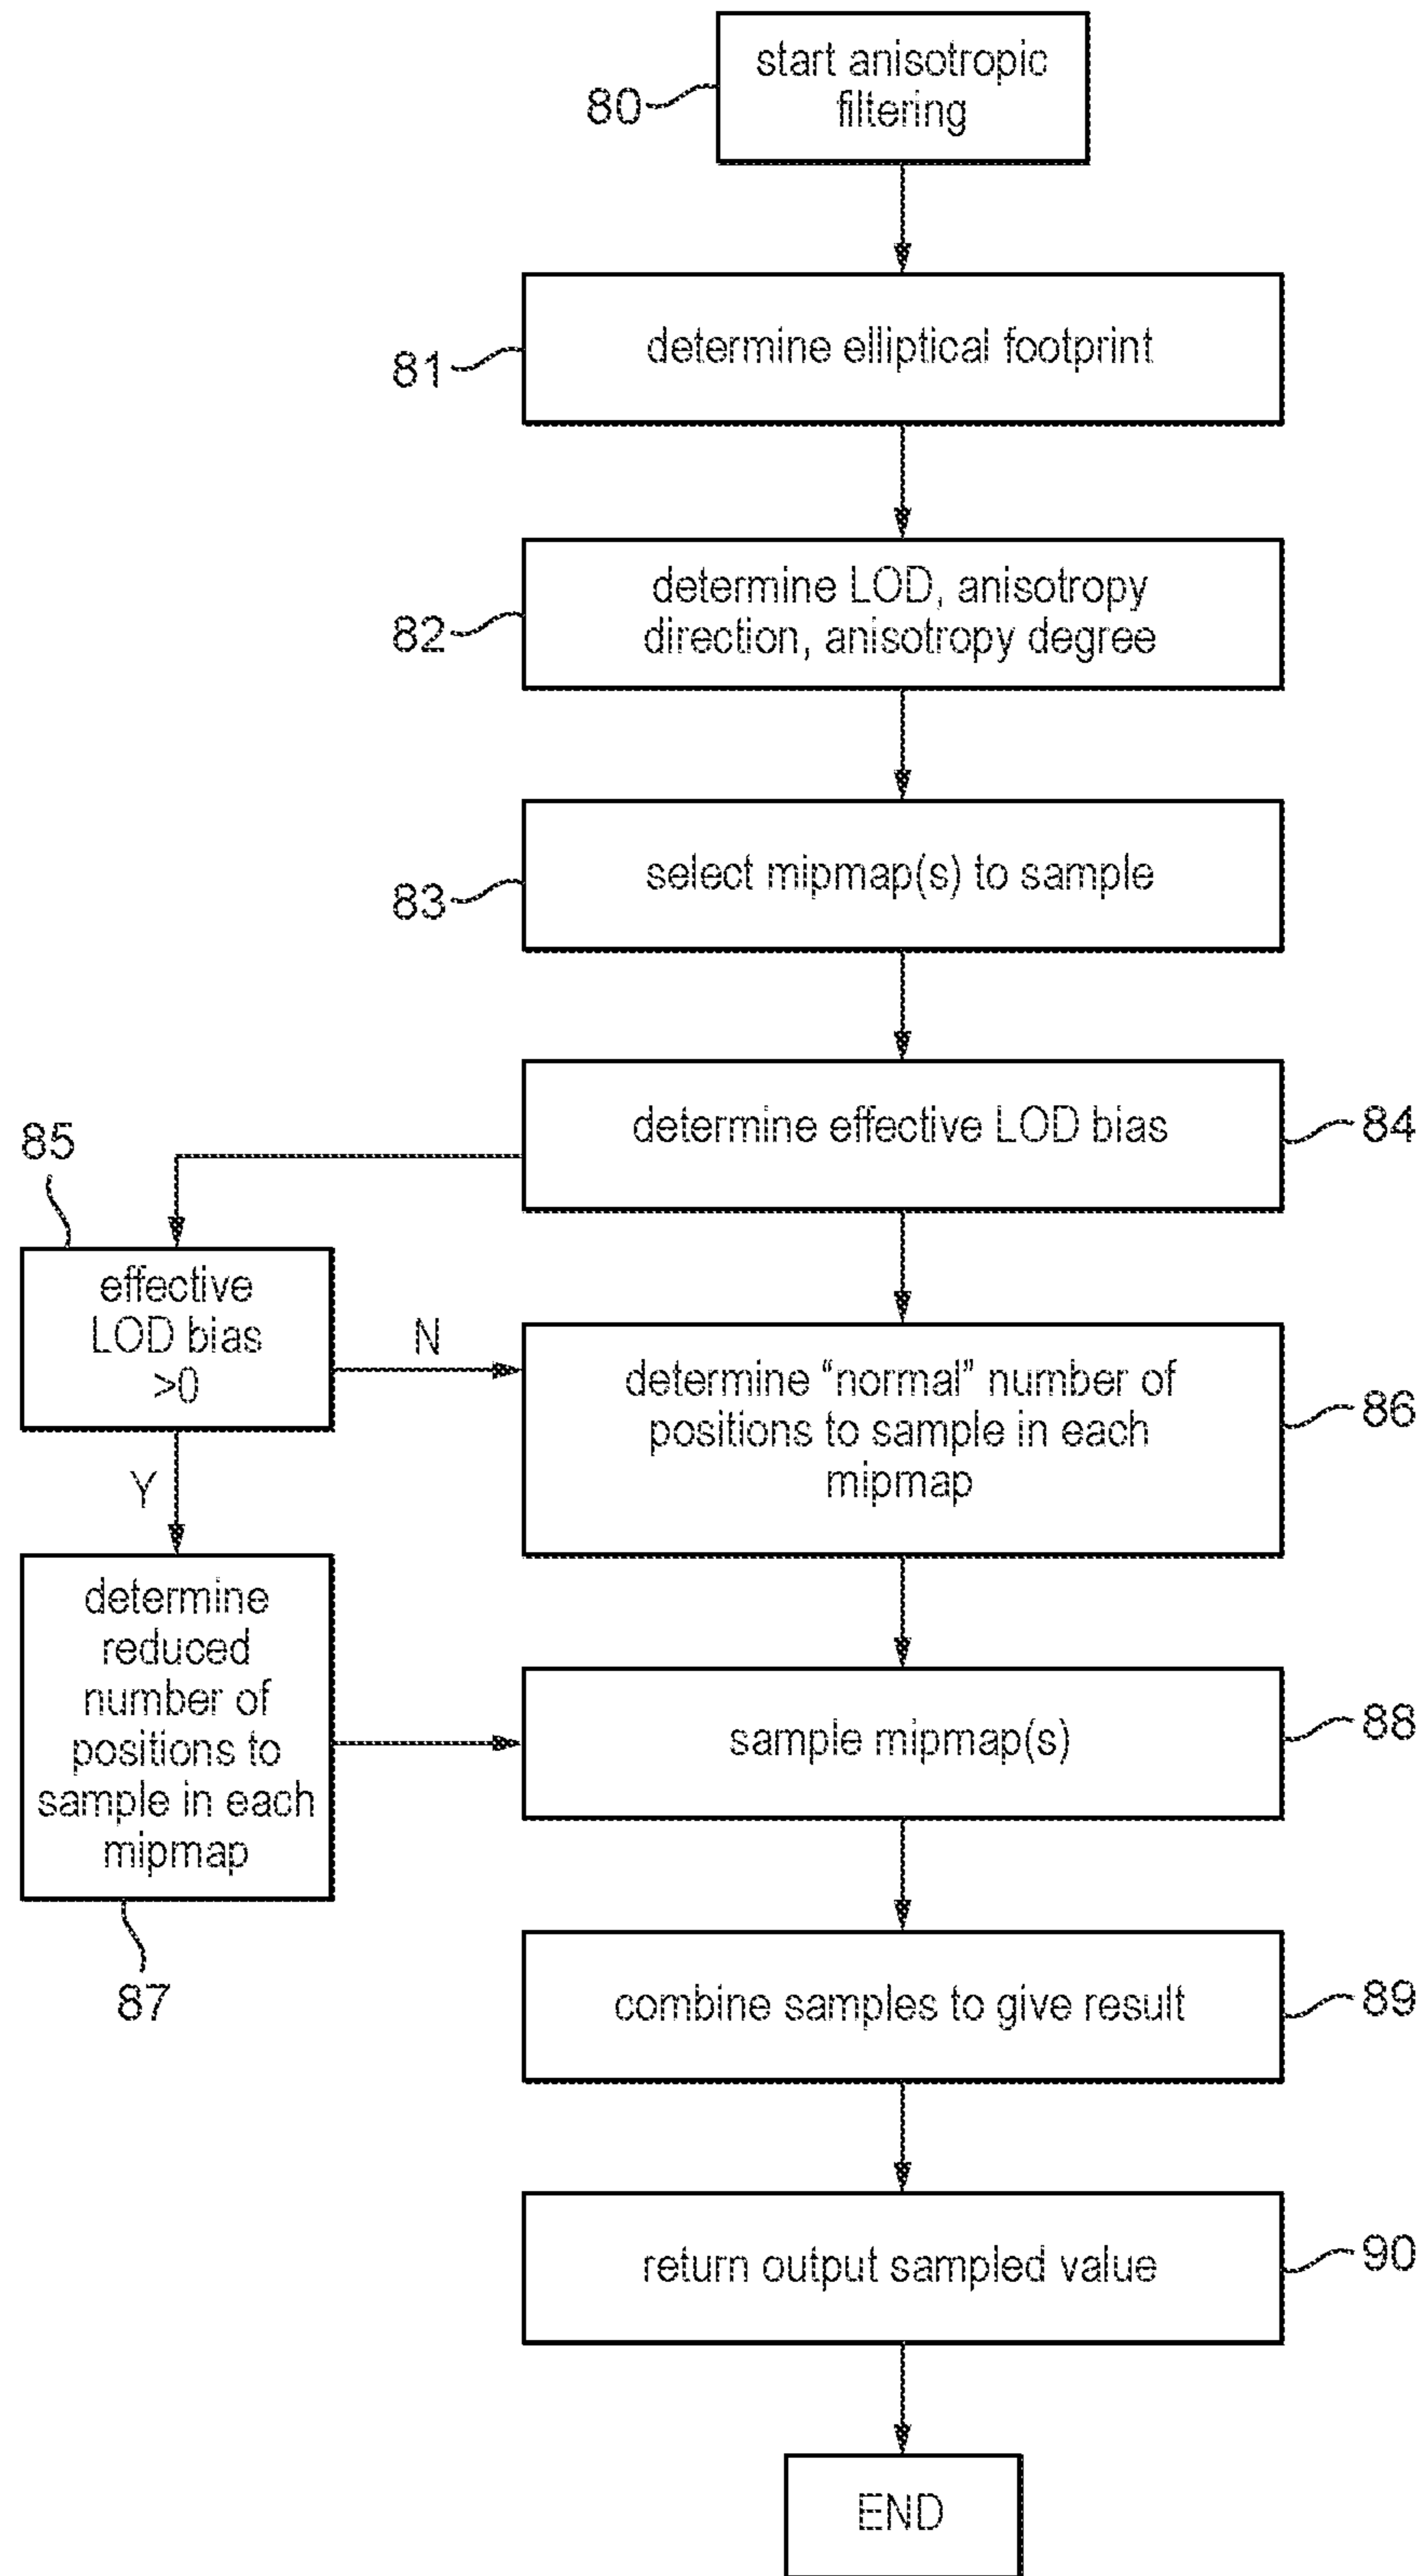 start anisotropic
filtering
80
determine elliptical footprint
81
determine LOD, anisotropy
direction, anisotropy degree
82
select mipmap(s) to sample
83
determine effective LOD bias
84
85
effective
LOD bias
>0
N
Y
determine "normal" number of
positions to sample in each
mipmap
86
determine
reduced
number of
positions to
sample in each
mipmap
87
sample mipmap(s)
88
combine samples to give result
89
return output sampled value
90
END